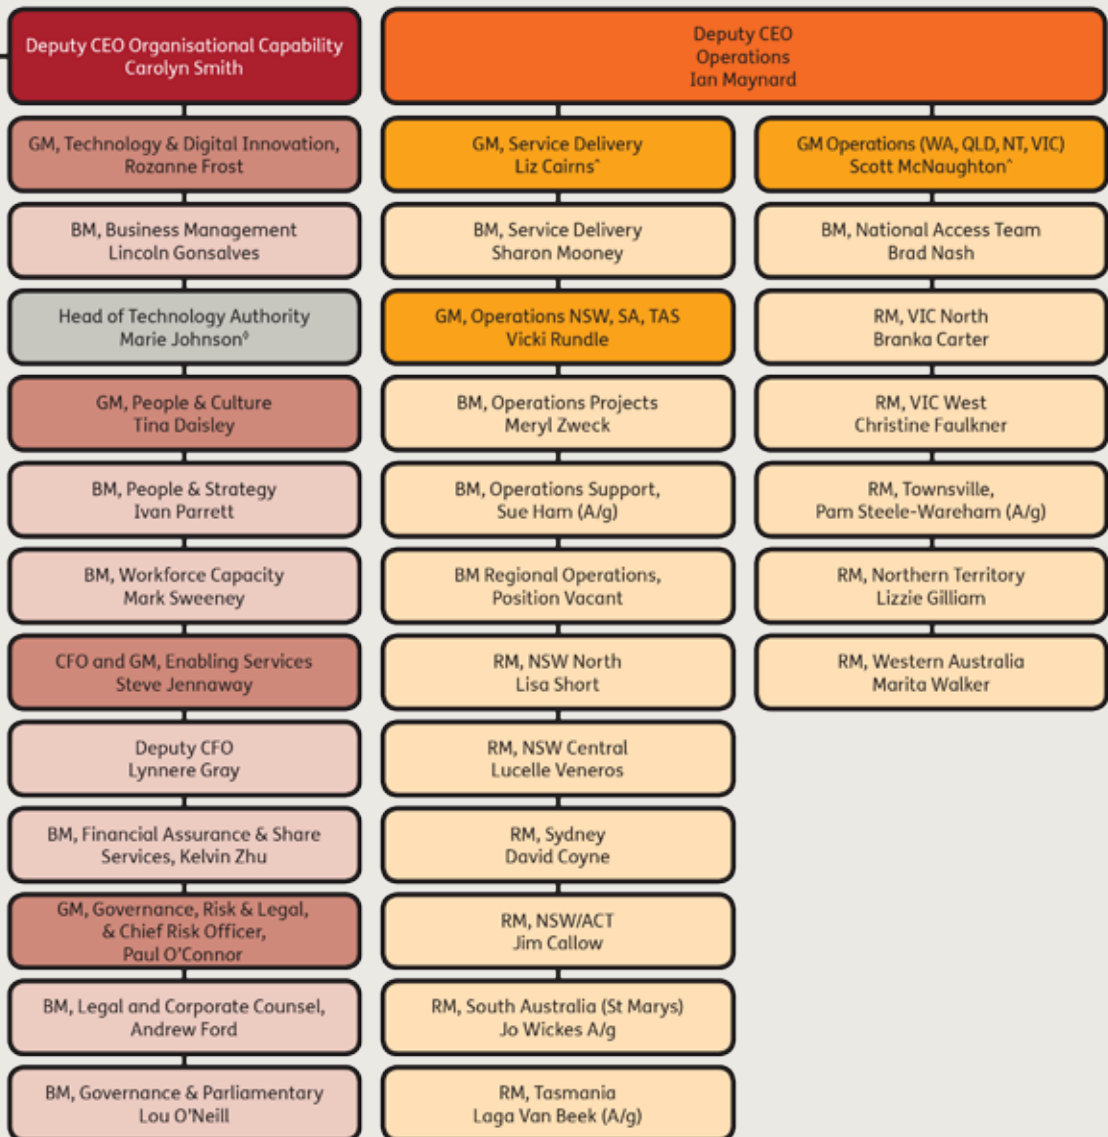 Deputy CEO Organisational Capability
Carolyn Smith
GM, Technology & Digital Innovation,
Rozanne Frost
BM, Business Management
Lincoln Gonsalves
Head of Technology Authority
Marie Johnson◊
GM, People & Culture
Tina Daisley
BM, People & Strategy
Ivan Parrett
BM, Workforce Capacity
Mark Sweeney
CFO and GM, Enabling Services
Steve Jennaway
Deputy CFO
Lynnere Gray
BM, Financial Assurance & Share
Services, Kelvin Zhu
GM, Governance, Risk & Legal,
& Chief Risk Officer,
Paul O'Connor
BM, Legal and Corporate Counsel,
Andrew Ford
BM, Governance & Parliamentary
Lou O'Neill
Deputy CEO
Operations
Ian Maynard
GM, Service Delivery
Liz Cairns^
BM, Service Delivery
Sharon Mooney
GM, Operations NSW, SA, TAS
Vicki Rundle
BM, Operations Projects
Meryl Zweck
BM, Operations Support,
Sue Ham (A/g)
BM Regional Operations,
Position Vacant
RM, NSW North
Lisa Short
RM, NSW Central
Lucelle Veneros
RM, Sydney
David Coyne
RM, NSW/ACT
Jim Callow
RM, South Australia (St Marys)
Jo Wickes A/g
RM, Tasmania
Laga Van Beek (A/g)
GM Operations (WA, QLD, NT, VIC)
Scott McNaughton^
BM, National Access Team
Brad Nash
RM, VIC North
Branka Carter
RM, VIC West
Christine Faulkner
RM, Townsville,
Pam Steele-Wareham (A/g)
RM, Northern Territory
Lizzie Gilliam
RM, Western Australia
Marita Walker